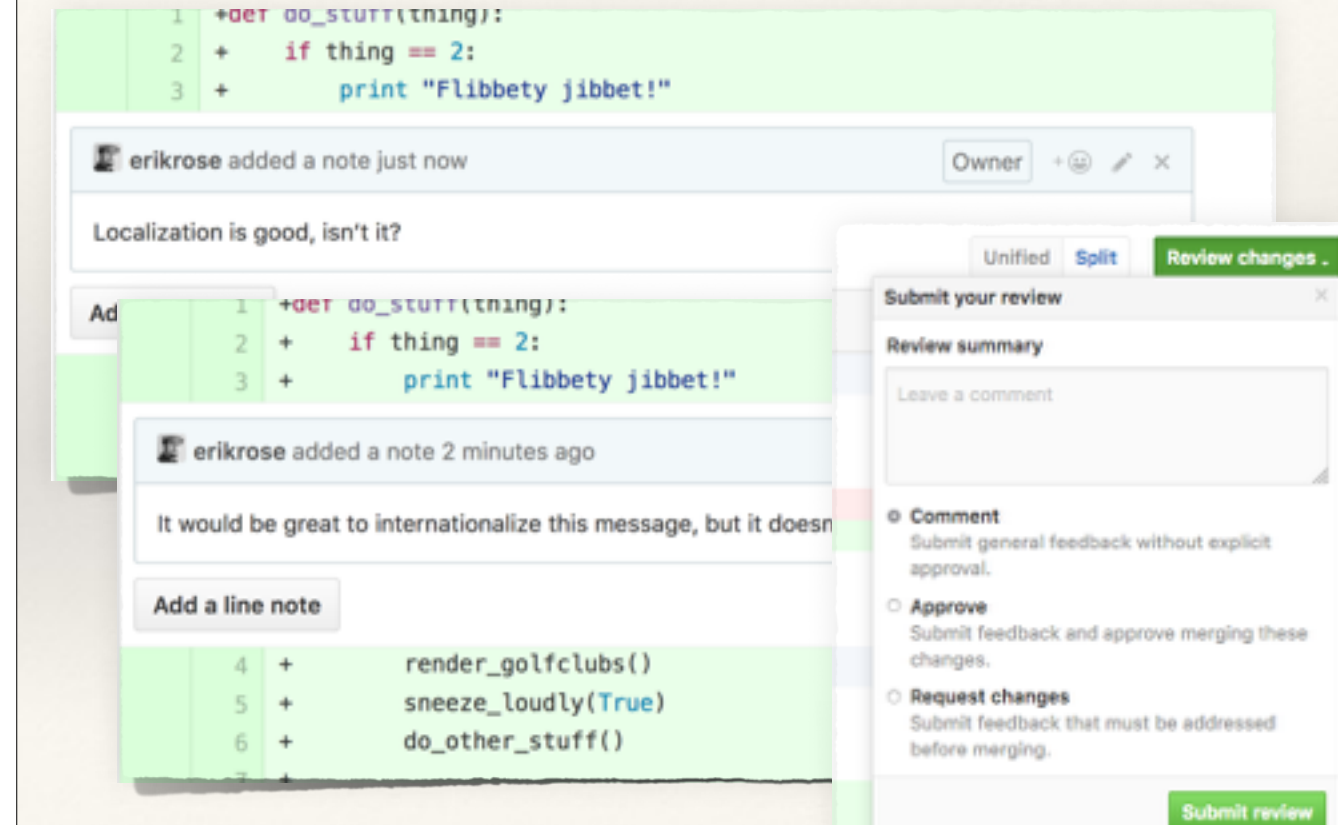 1 +def do_stuff(thing):
2 + if thing == 2:
3 + print "Flibbety jibbet!"
erikrose added a note just now Owner
Localization is good, isn't it?
Ad
1 +def do_stuff(thing):
2 + if thing == 2:
3 + print "Flibbety jibbet!"
erikrose added a note 2 minutes ago
It would be great to internationalize this message, but it doesn
Add a line note
4 + render_golfclubs()
5 + sneeze_loudly(True)
6 + do_other_stuff()
7 +
Unified Split Review changes
Submit your review
Review summary
Leave a comment
Comment
Submit general feedback without explicit
approval.
Approve
Submit feedback and approve merging these
changes.
Request changes
Submit feedback that must be addressed
before merging.
Submit review